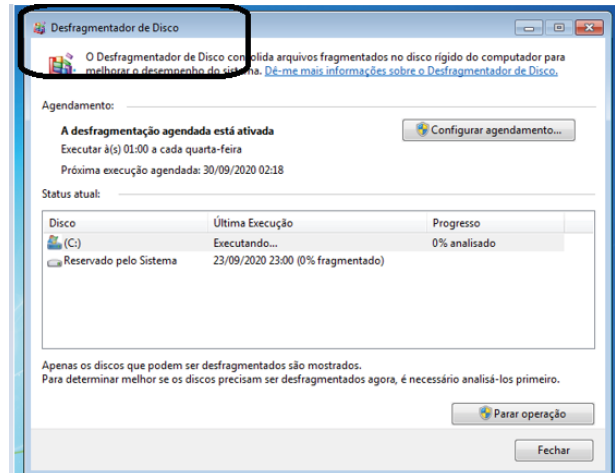 Desfragmentador de Disco
O Desfragmentador de Disco consolida arquivos fragmentados no disco rígido do computador para
melhorar o desempenho do sistema. Dê-me mais informações sobre o Desfragmentador de Disco.
Agendamento:
A desfragmentação agendada está ativada
Configurar agendamento...
Executar à(s) 01:00 a cada quarta-feira
Próxima execução agendada: 30/09/2020 02:18
Status atual:
Disco Última Execução Progresso
(C:) Executando... 0% analisado
Reservado pelo Sistema 23/09/2020 23:00 (0% fragmentado)
Apenas os discos que podem ser desfragmentados são mostrados.
Para determinar melhor se os discos precisam ser desfragmentados agora, é necessário analisá-los primeiro.
Parar operação
Fechar